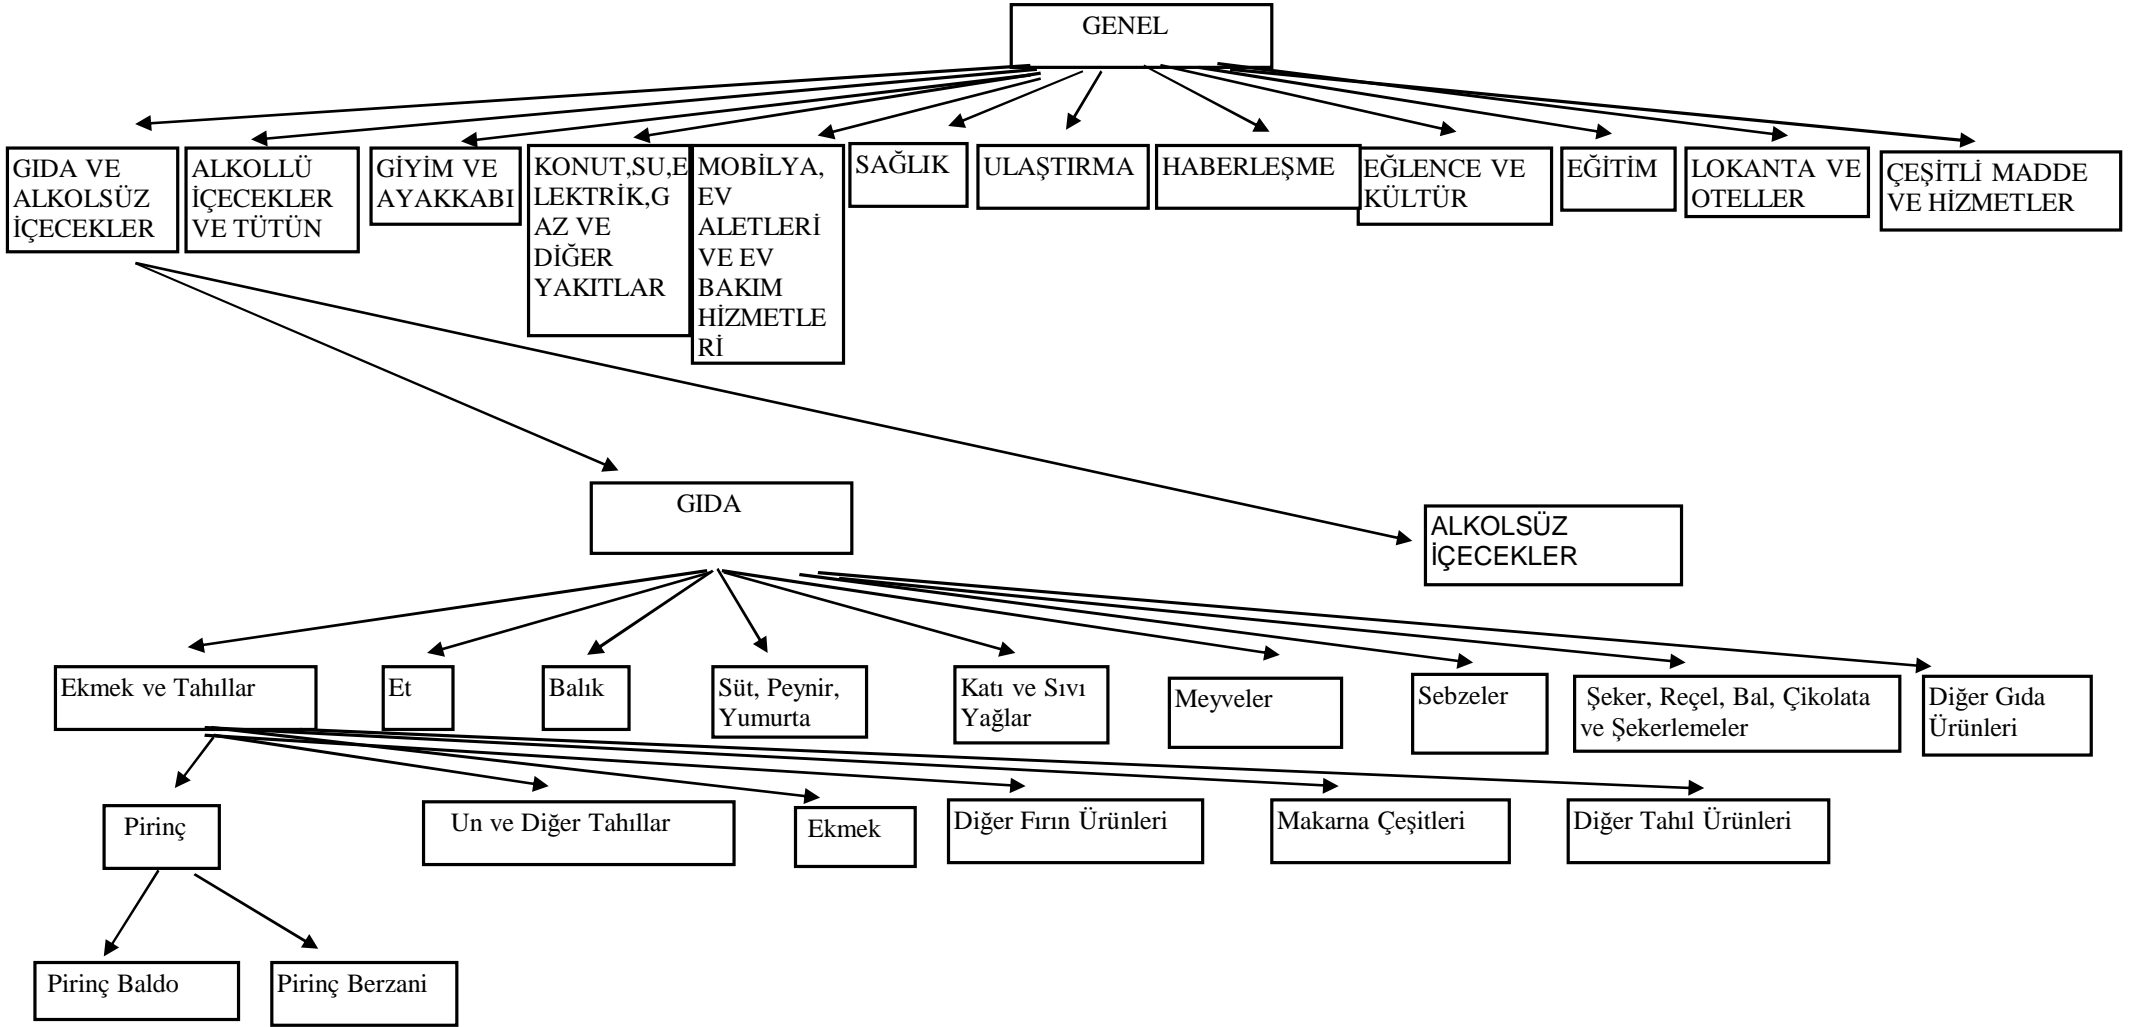 GENEL
GIDA VE
ALKOLSÜZ
İÇECEKLER
ALKOLLÜ
İÇECEKLER
VE TÜTÜN
GİYİM VE
AYAKKABI
KONUT,SU,E
LEKTRİK,G
AZ VE
DİĞER
YAKITLAR
MOBİLYA,
EV
ALETLERİ
VE EV
BAKIM
HİZMETLE
Rİ
SAĞLIK
ULAŞTIRMA
HABERLEŞME
EĞLENCE VE
KÜLTÜR
EĞİTİM
LOKANTA VE
OTELLER
ÇEŞİTLİ MADDE
VE HİZMETLER
GIDA
ALKOLSÜZ
İÇECEKLER
Ekmek ve Tahıllar
Et
Balık
Süt, Peynir,
Yumurta
Katı ve Sıvı
Yağlar
Meyveler
Sebzeler
Şeker, Reçel, Bal, Çikolata
ve Şekerlemeler
Diğer Gıda
Ürünleri
Pirinç
Un ve Diğer Tahıllar
Ekmek
Diğer Fırın Ürünleri
Makarna Çeşitleri
Diğer Tahıl Ürünleri
Pirinç Baldo
Pirinç Berzani